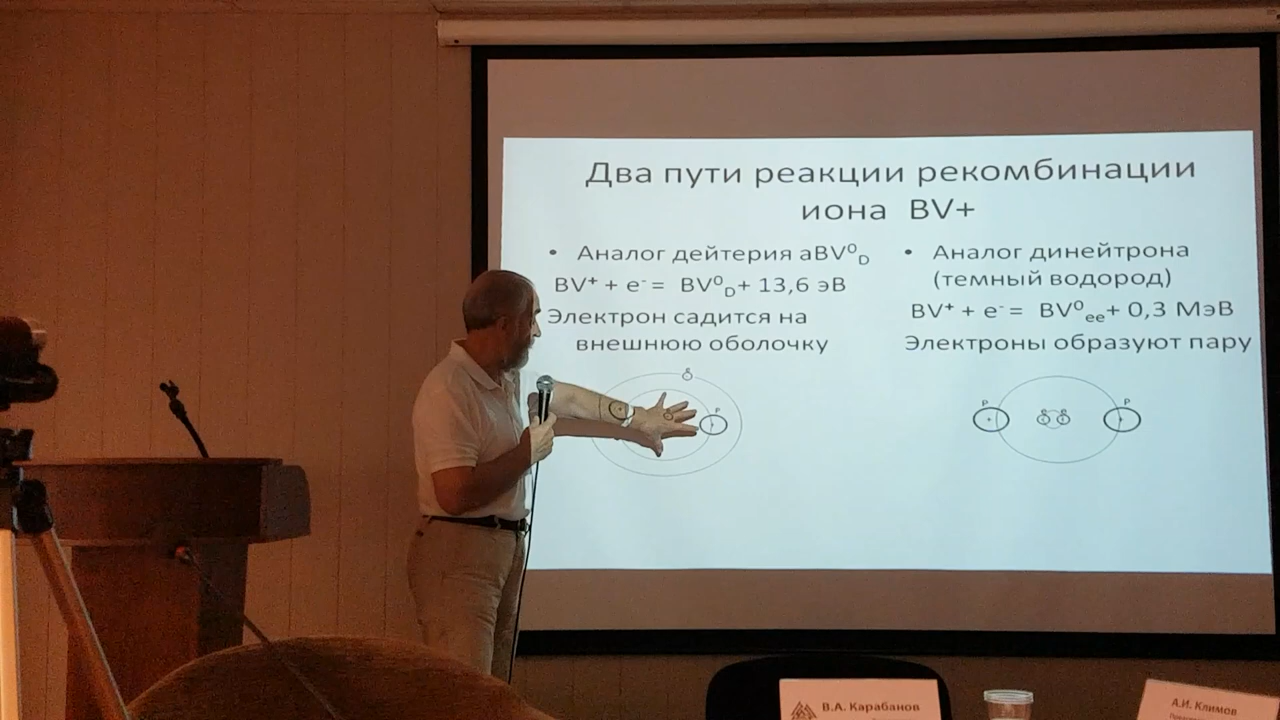 Два пути реакции рекомбинации
иона BV+
• Аналог дейтерия аBV⁰D
BV⁺ + e⁻ = BV⁰D+ 13,6 эВ
Электрон садится на
внешнюю оболочку
• Аналог динейтрона
(темный водород)
BV⁺ + e⁻ = BV⁰ee+ 0,3 МэВ
Электроны образуют пару
P
P
P
В.А. Карабанов
А.И. Климов